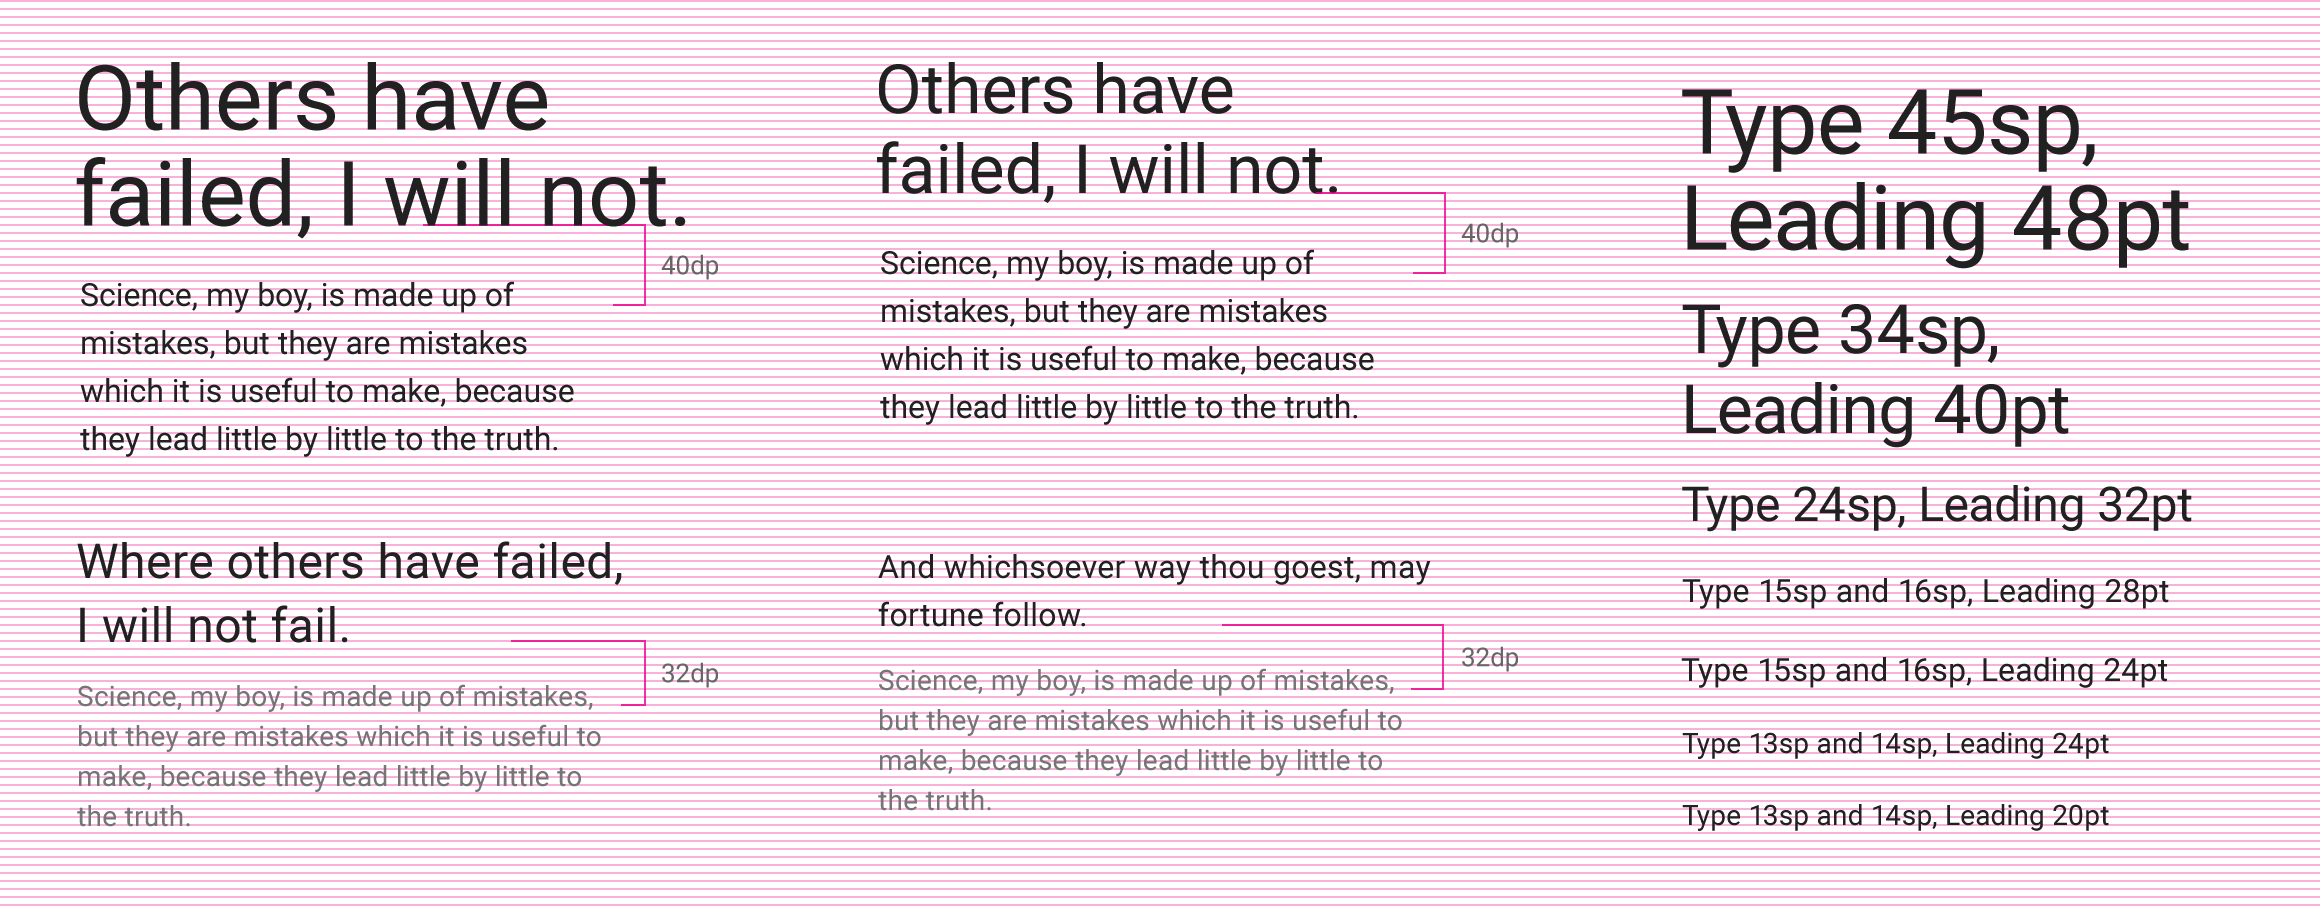 Others have
failed, I will not.
40dp
Science, my boy, is made up of
mistakes, but they are mistakes
which it is useful to make, because
they lead little by little to the truth.
Where others have failed,
I will not fail.
32dp
Science, my boy, is made up of mistakes,
but they are mistakes which it is useful to
make, because they lead little by little to
the truth.
Others have
failed, I will not.
40dp
Science, my boy, is made up of
mistakes, but they are mistakes
which it is useful to make, because
they lead little by little to the truth.
And whichsoever way thou goest, may
fortune follow.
32dp
Science, my boy, is made up of mistakes,
but they are mistakes which it is useful to
make, because they lead little by little to
the truth.
Type 45sp,
Leading 48pt
Type 34sp,
Leading 40pt
Type 24sp, Leading 32pt
Type 15sp and 16sp, Leading 28pt
Type 15sp and 16sp, Leading 24pt
Type 13sp and 14sp, Leading 24pt
Type 13sp and 14sp, Leading 20pt